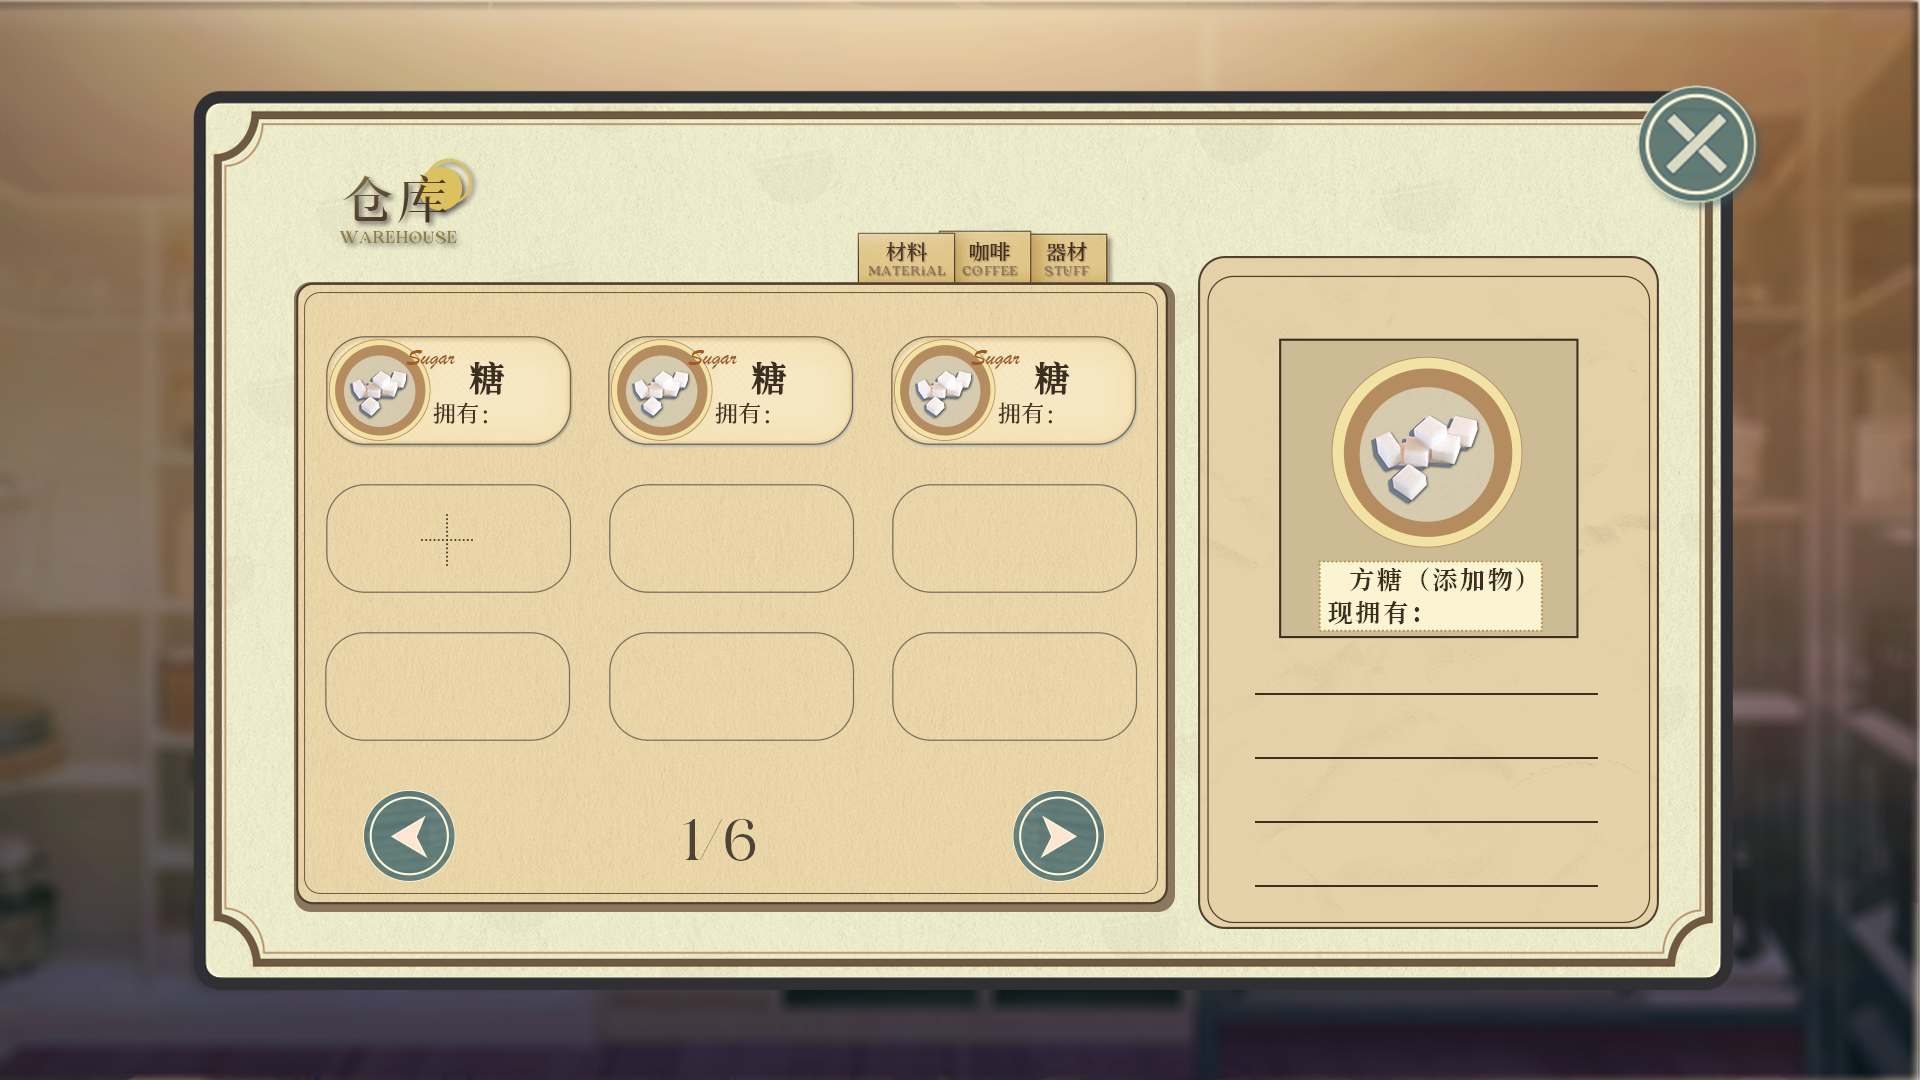 仓库
WAREHOUSE
材料
MATERIAL
咖啡
COFFEE
器材
STUFF
Sugar
糖
拥有：
Sugar
糖
拥有：
Sugar
糖
拥有：
1/6
方糖（添加物）
现拥有：